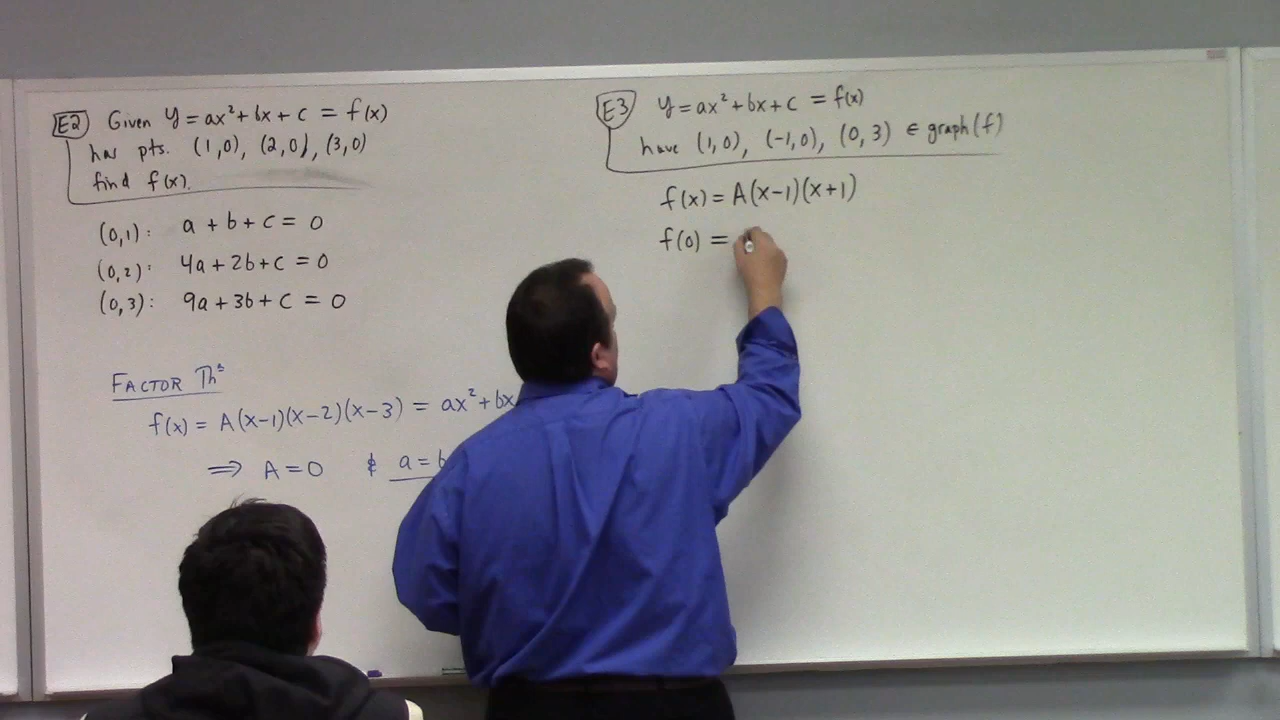 E2 Given y = ax² + bx + c = f(x)
has pts. (1,0), (2,0), (3,0)
find f(x).
(0,1): a + b + c = 0
(0,2): 4a + 2b + c = 0
(0,3): 9a + 3b + c = 0
FACTOR Thᵐ
f(x) = A(x-1)(x-2)(x-3) = ax² + bx
⟹ A = 0 & a = b
E3 y = ax² + bx + c = f(x)
have (1,0), (-1,0), (0,3) ∈ graph(f)
f(x) = A(x-1)(x+1)
f(0) =